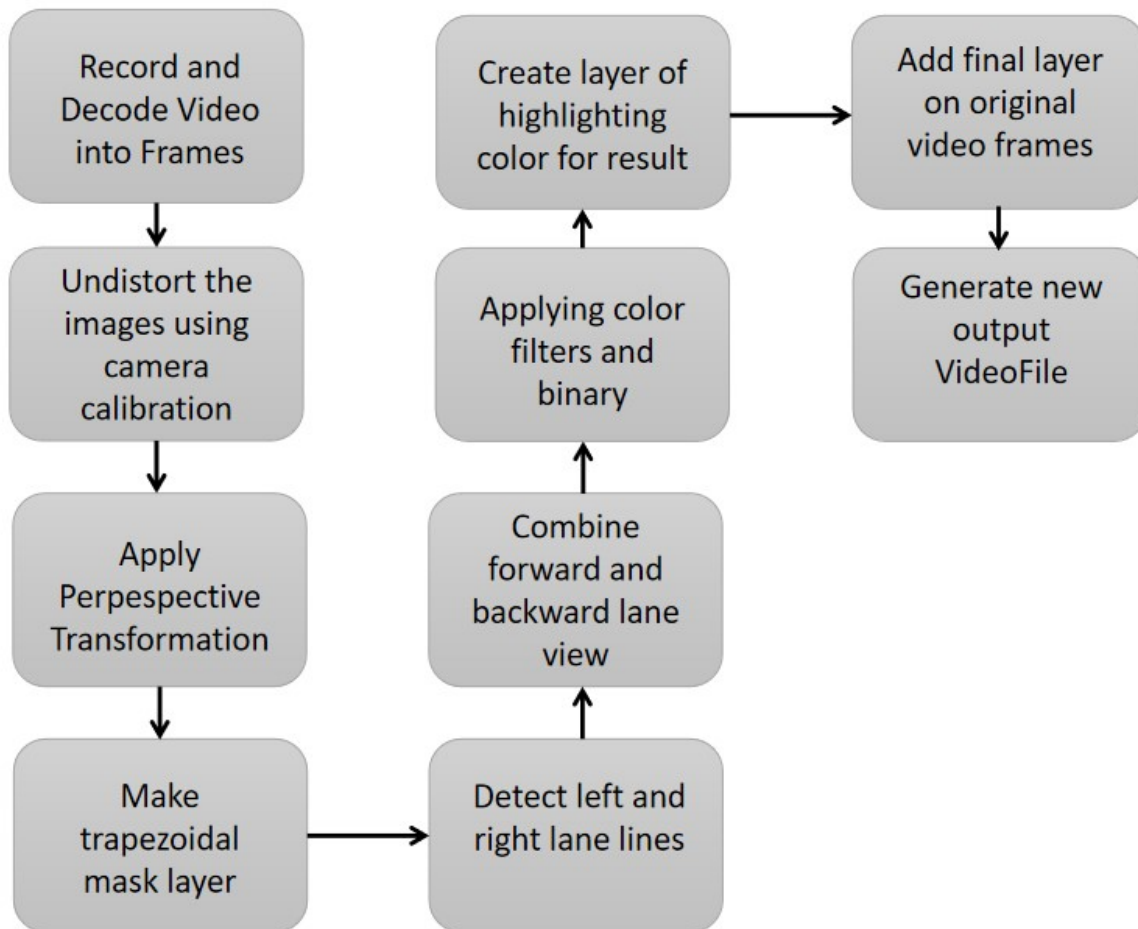 Record and
Decode Video
into Frames
Undistort the
images using
camera
calibration
Apply
Perpespective
Transformation
Make
trapezoidal
mask layer
Detect left and
right lane lines
Combine
forward and
backward lane
view
Applying color
filters and
binary
Create layer of
highlighting
color for result
Add final layer
on original
video frames
Generate new
output
VideoFile